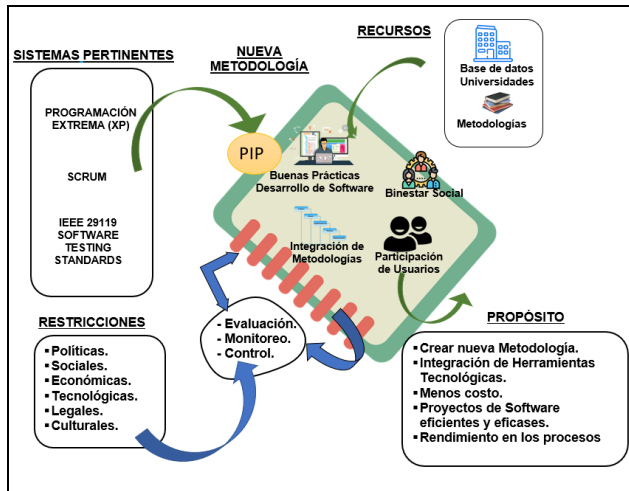 SISTEMAS PERTINENTES
PROGRAMACIÓN
EXTREMA (XP)
SCRUM
IEEE 29119
SOFTWARE
TESTING
STANDARDS
NUEVA
METODOLOGÍA
RECURSOS
Base de datos
Universidades
Metodologías
PIP
Buenas Prácticas
Desarrollo de Software
Binestar Social
Integración de
Metodologías
Participación
de Usuarios
- Evaluación.
- Monitoreo.
- Control.
RESTRICCIONES
▪ Políticas.
▪ Sociales.
▪ Económicas.
▪ Tecnológicas.
▪ Legales.
▪ Culturales.
PROPÓSITO
▪ Crear nueva Metodología.
▪ Integración de Herramientas
Tecnológicas.
▪ Menos costo.
▪ Proyectos de Software
eficientes y eficases.
▪ Rendimiento en los procesos